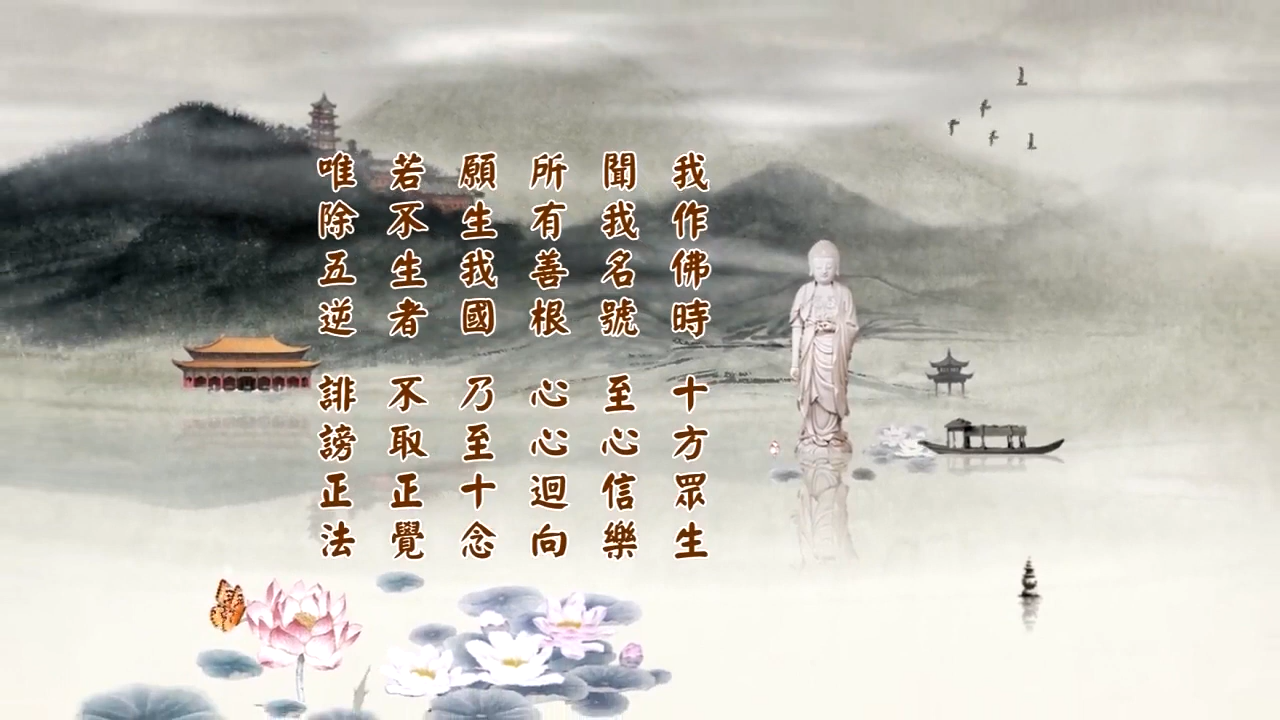 我作佛時 十方眾生
聞我名號 至心信樂
所有善根 心心迴向
願生我國 乃至十念
若不生者 不取正覺
唯除五逆 誹謗正法